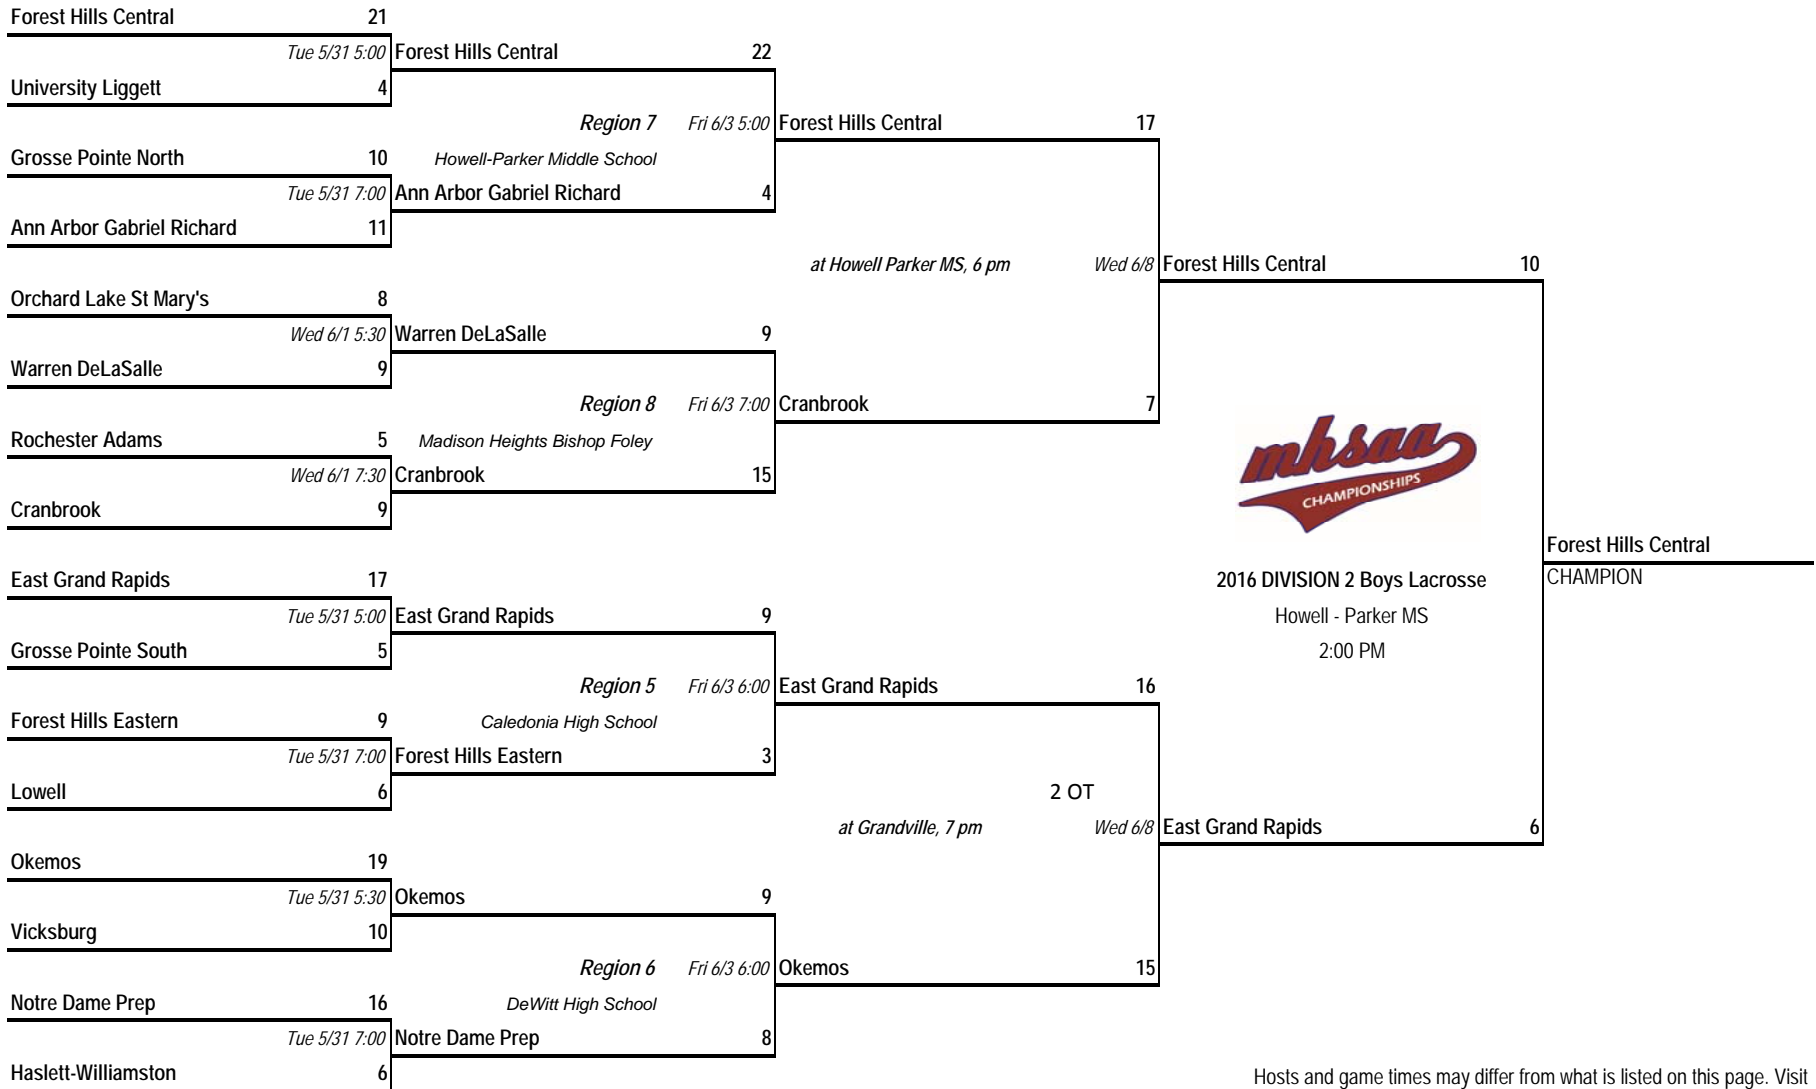 Forest Hills Central 21
Tue 5/31 5:00 Forest Hills Central 22
University Liggett 4
Region 7 Fri 6/3 5:00 Forest Hills Central 17
Grosse Pointe North 10 Howell-Parker Middle School
Tue 5/31 7:00 Ann Arbor Gabriel Richard 4
Ann Arbor Gabriel Richard 11
at Howell Parker MS, 6 pm Wed 6/8 Forest Hills Central 10
Orchard Lake St Mary's 8
Wed 6/1 5:30 Warren DeLaSalle 9
Warren DeLaSalle 9
Region 8 Fri 6/3 7:00 Cranbrook 7
Rochester Adams 5 Madison Heights Bishop Foley
mhsaa
Wed 6/1 7:30 Cranbrook 15
CHAMPIONSHIPS
Cranbrook 9
Forest Hills Central
East Grand Rapids 17 2016 DIVISION 2 Boys Lacrosse CHAMPION
Tue 5/31 5:00 East Grand Rapids 9 Howell - Parker MS
Grosse Pointe South 5 2:00 PM
Region 5 Fri 6/3 6:00 East Grand Rapids 16
Forest Hills Eastern 9 Caledonia High School
Tue 5/31 7:00 Forest Hills Eastern 3
Lowell 6 2 OT
at Grandville, 7 pm Wed 6/8 East Grand Rapids 6
Okemos 19
Tue 5/31 5:30 Okemos 9
Vicksburg 10
Region 6 Fri 6/3 6:00 Okemos 15
Notre Dame Prep 16 DeWitt High School
Tue 5/31 7:00 Notre Dame Prep 8
Haslett-Williamston 6 Hosts and game times may differ from what is listed on this page. Visit